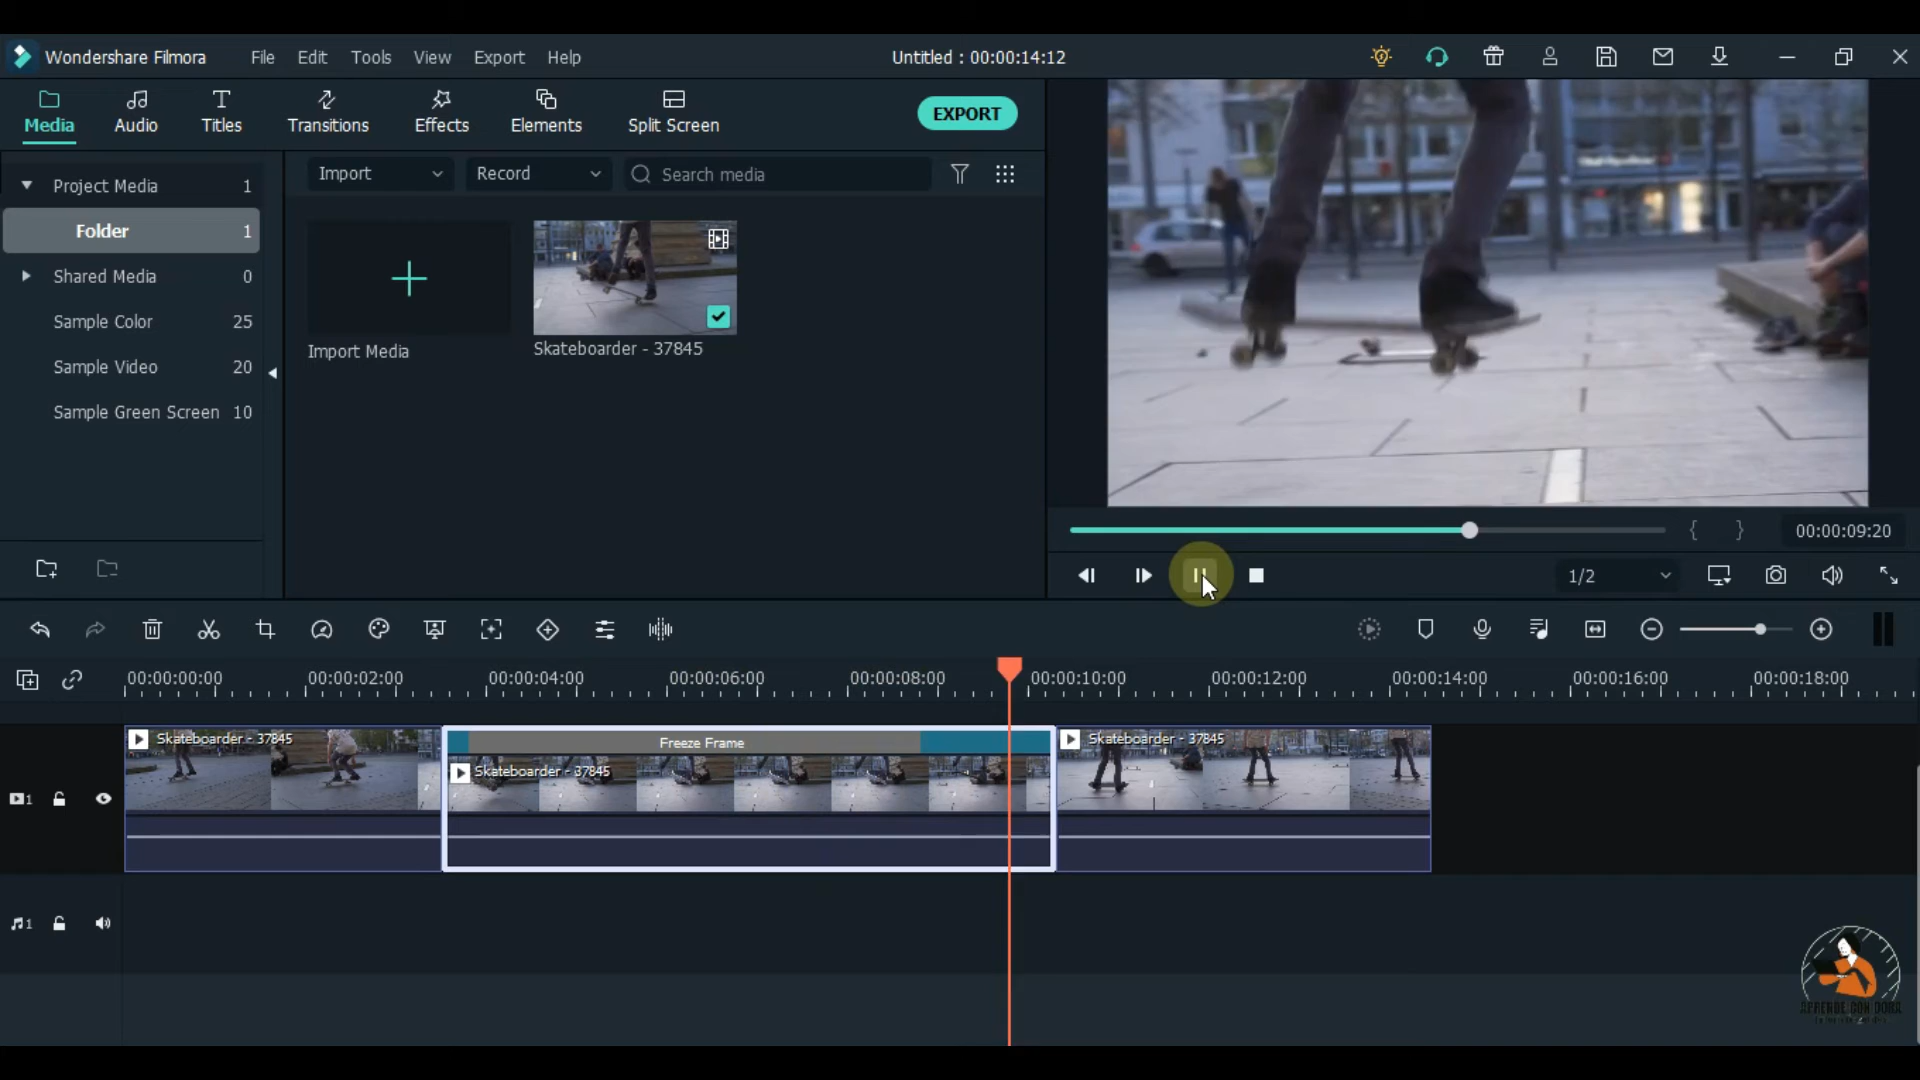 Wondershare Filmora File Edit Tools View Export Help Untitled : 00:00:14:12
Media Audio Titles Transitions Effects Elements Split Screen EXPORT
Project Media 1
Folder 1
Shared Media 0
Sample Color 25
Sample Video 20
Sample Green Screen 10
Import Record Search media
Import Media
Skateboarder - 37845
{ } 00:00:09:20
1/2
00:00:00:00 00:00:02:00 00:00:04:00 00:00:06:00 00:00:08:00 00:00:10:00 00:00:12:00 00:00:14:00 00:00:16:00 00:00:18:00
Skateboarder - 37845
Freeze Frame
Skateboarder - 37845
Skateboarder - 37845
1
1
APRENDE CON DORA